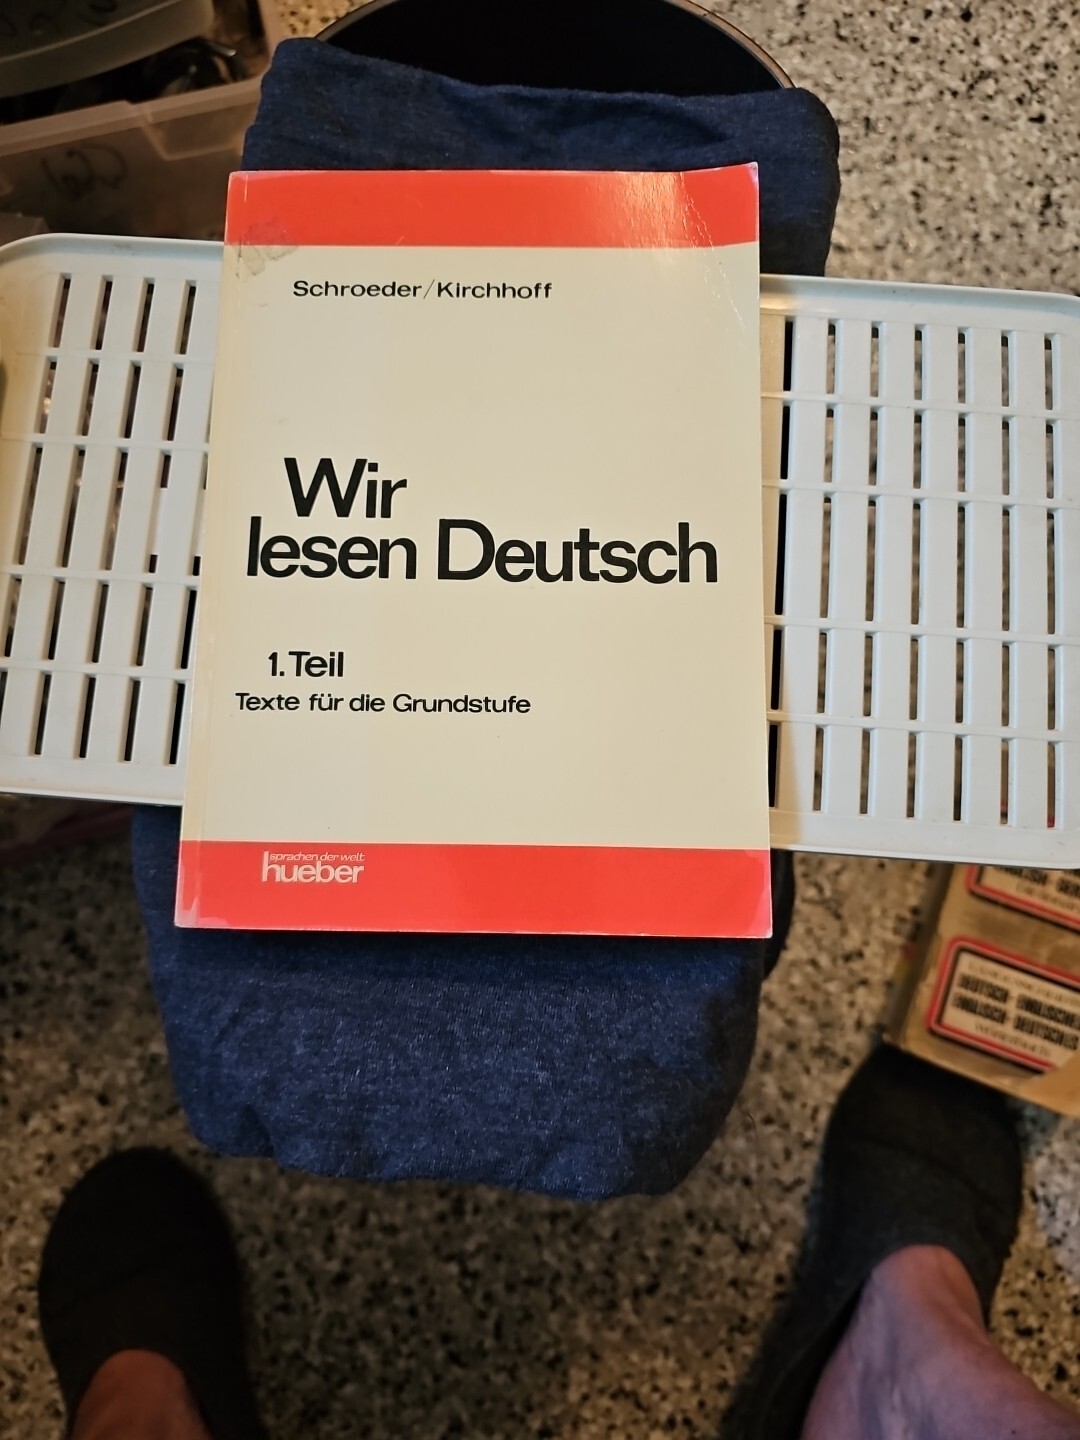 Schroeder/Kirchhoff
Wir
lesen Deutsch
1. Teil
Texte für die Grundstufe
sprachen der welt
hueber